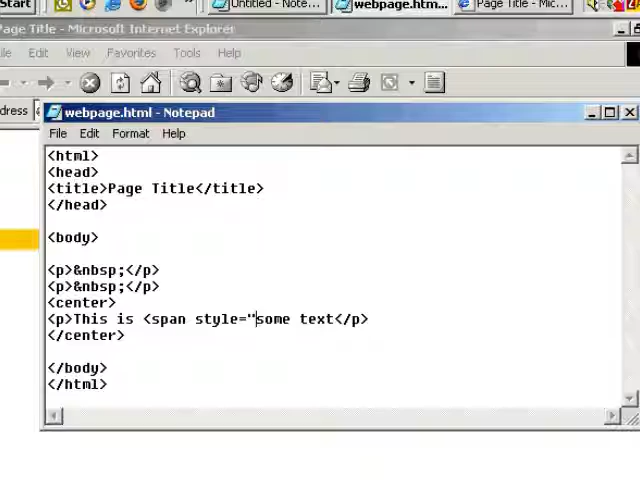 Start
Untitled - Note...
webpage.htm...
Page Title - Mic...
Page Title - Microsoft Internet Explorer
Edit View Favorites Tools Help
webpage.html - Notepad
File Edit Format Help
<html>
<head>
<title>Page Title</title>
</head>
<body>
<p>&nbsp;</p>
<p>&nbsp;</p>
<center>
<p>This is <span style="some text</p>
</center>
</body>
</html>